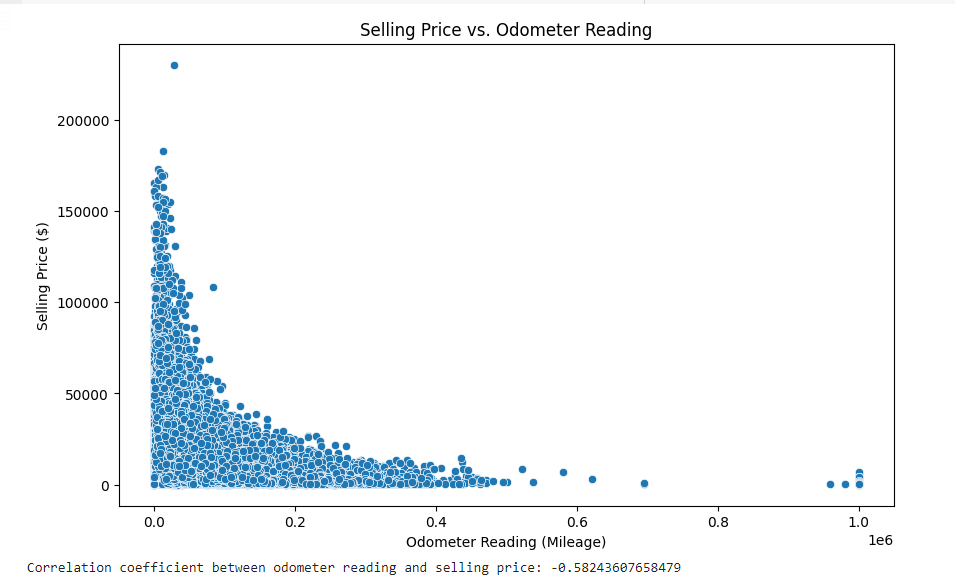 Selling Price vs. Odometer Reading
200000
150000
100000
50000
0
Selling Price ($)
0.0 0.2 0.4 0.6 0.8 1.0
1e6
Odometer Reading (Mileage)
Correlation coefficient between odometer reading and selling price: -0.58243607658479